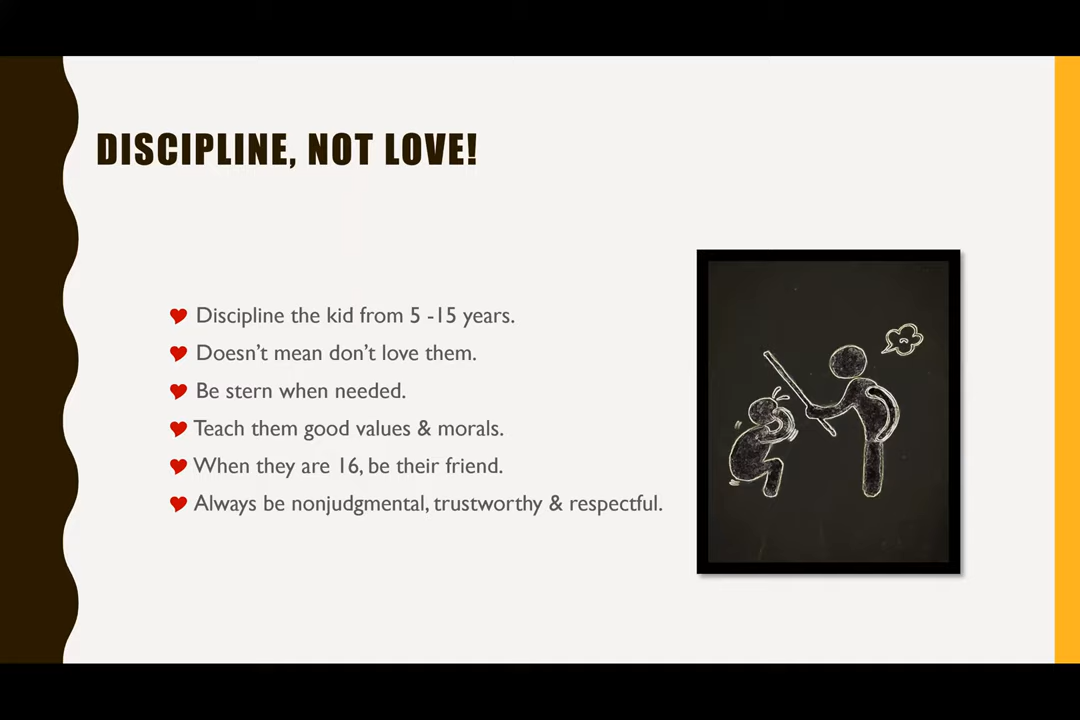 DISCIPLINE, NOT LOVE!
Discipline the kid from 5 -15 years.
Doesn't mean don't love them.
Be stern when needed.
Teach them good values & morals.
When they are 16, be their friend.
Always be nonjudgmental, trustworthy & respectful.